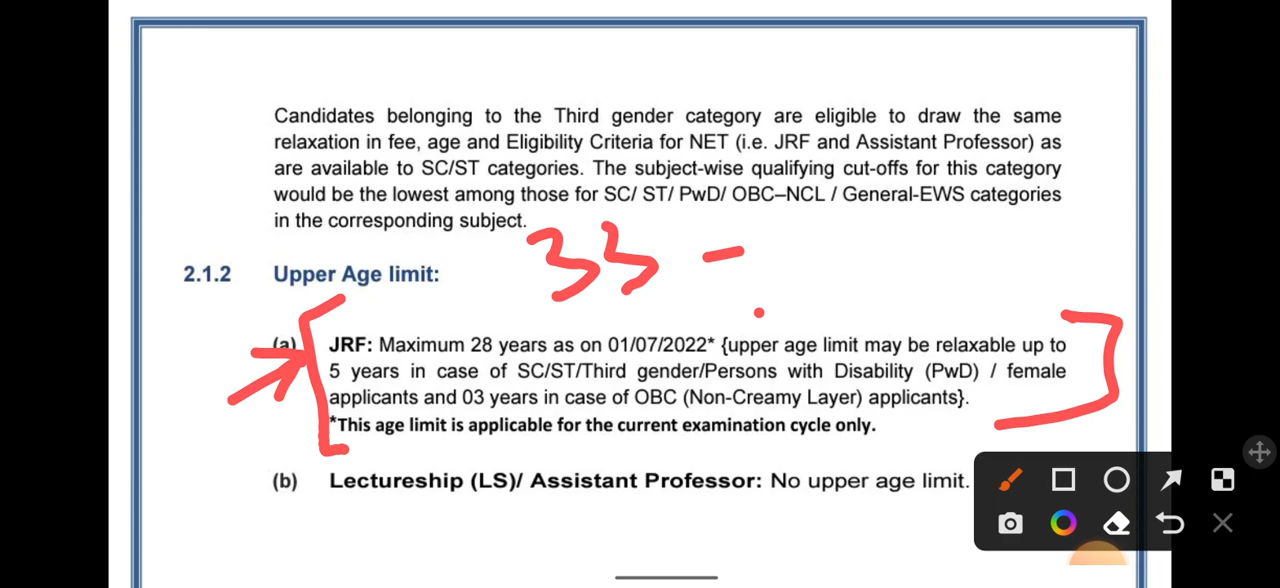 Candidates belonging to the Third gender category are eligible to draw the same
relaxation in fee, age and Eligibility Criteria for NET (i.e. JRF and Assistant Professor) as
are available to SC/ST categories. The subject-wise qualifying cut-offs for this category
would be the lowest among those for SC/ ST/ PwD/ OBC–NCL / General-EWS categories
in the corresponding subject.
33 -
2.1.2 Upper Age limit:
(a) JRF: Maximum 28 years as on 01/07/2022* {upper age limit may be relaxable up to
5 years in case of SC/ST/Third gender/Persons with Disability (PwD) / female
applicants and 03 years in case of OBC (Non-Creamy Layer) applicants}.
*This age limit is applicable for the current examination cycle only.
(b) Lectureship (LS)/ Assistant Professor: No upper age limit.